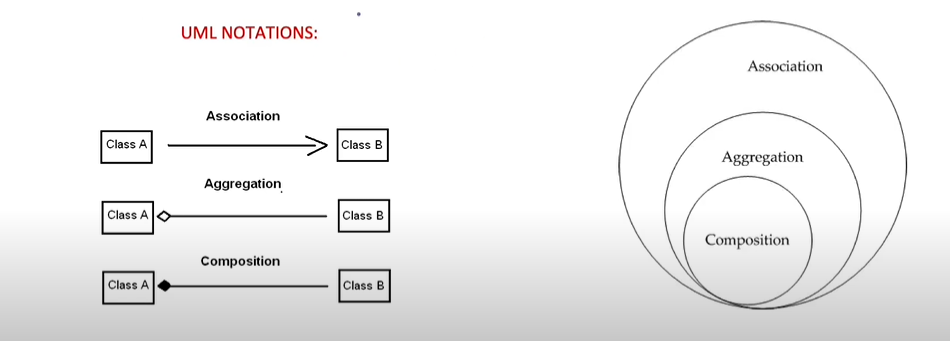 UML NOTATIONS:
Association
Class A
Class B
Aggregation
Class A
Class B
Composition
Class A
Class B
Association
Aggregation
Composition